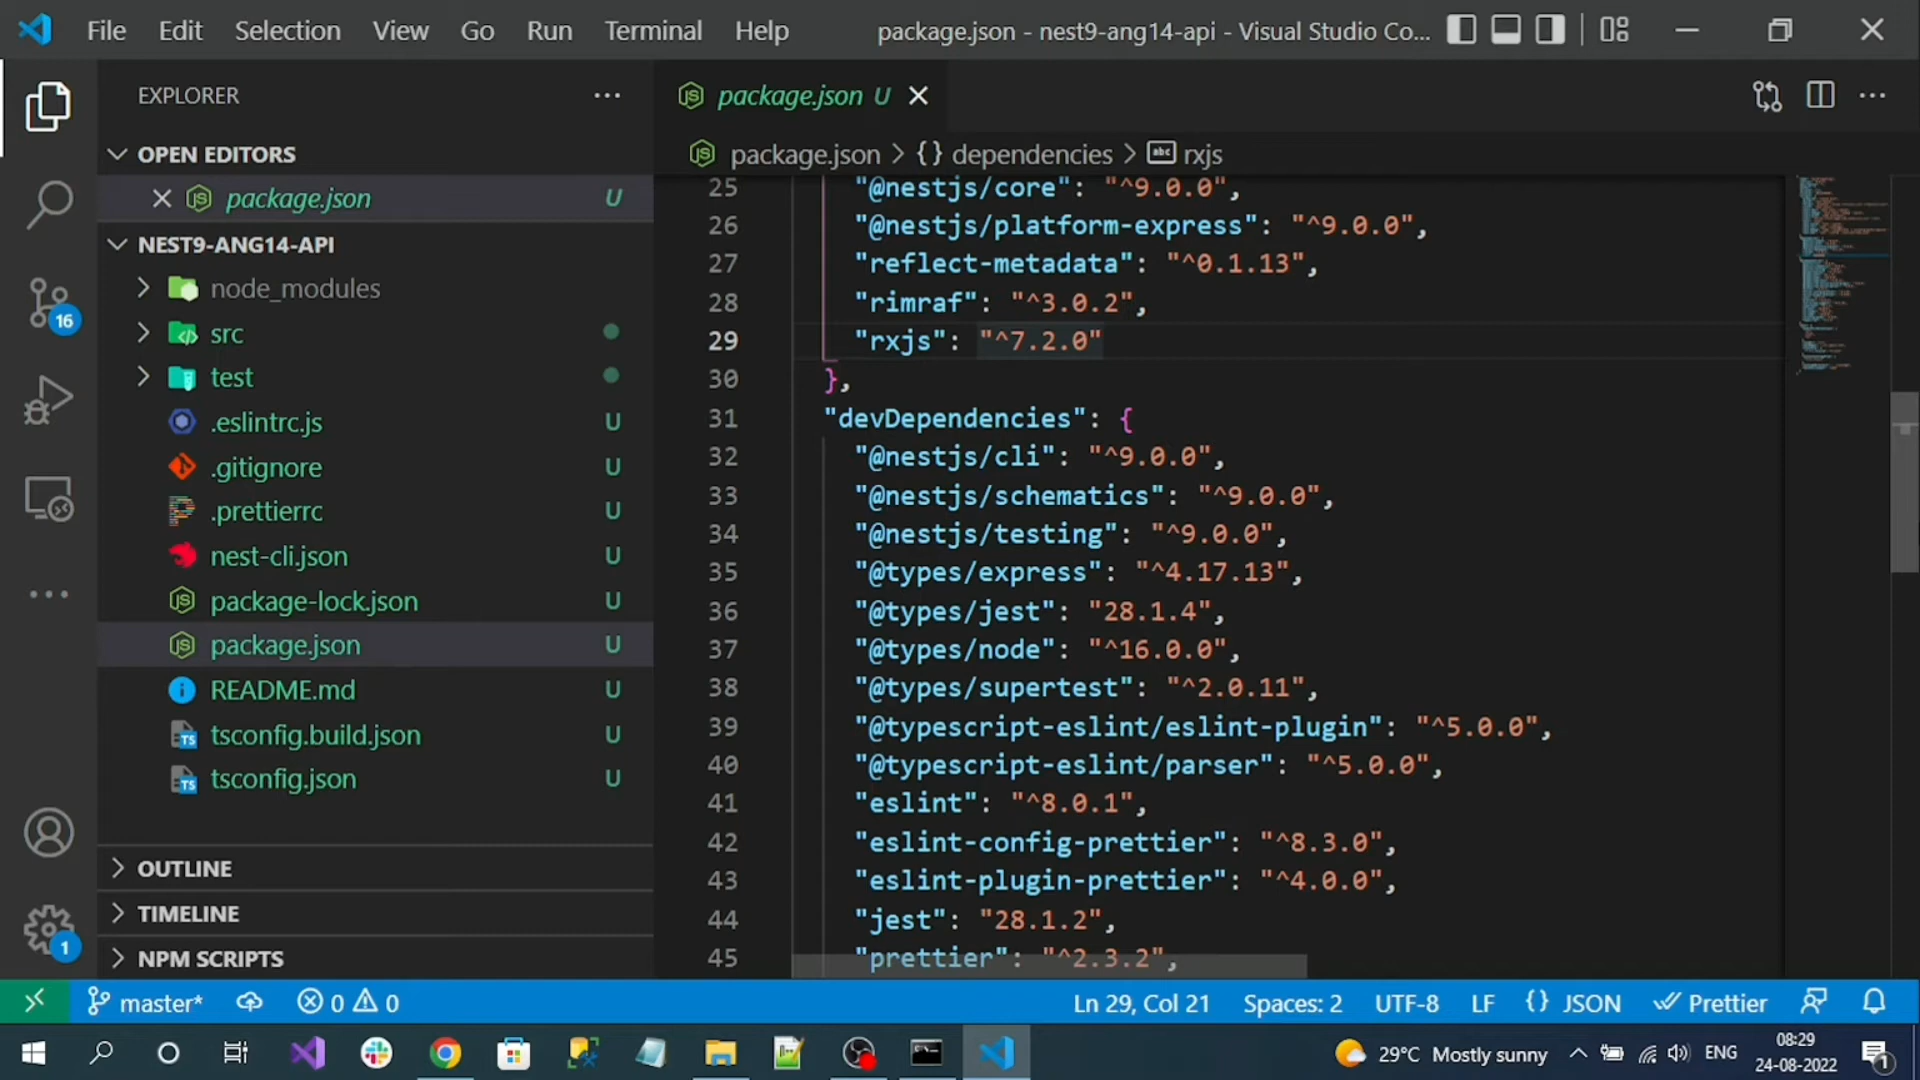 File Edit Selection View Go Run Terminal Help package.json - nest9-ang14-api - Visual Studio Co...
EXPLORER
OPEN EDITORS
package.json U
NEST9-ANG14-API
node_modules
src
test
.eslintrc.js U
.gitignore U
.prettierrc U
nest-cli.json U
package-lock.json U
package.json U
README.md U
tsconfig.build.json U
tsconfig.json U
OUTLINE
TIMELINE
NPM SCRIPTS
16
1
package.json U
package.json > {} dependencies > abc rxjs
25 "@nestjs/core": "^9.0.0",
26 "@nestjs/platform-express": "^9.0.0",
27 "reflect-metadata": "^0.1.13",
28 "rimraf": "^3.0.2",
29 "rxjs": "^7.2.0"
30 },
31 "devDependencies": {
32 "@nestjs/cli": "^9.0.0",
33 "@nestjs/schematics": "^9.0.0",
34 "@nestjs/testing": "^9.0.0",
35 "@types/express": "^4.17.13",
36 "@types/jest": "28.1.4",
37 "@types/node": "^16.0.0",
38 "@types/supertest": "^2.0.11",
39 "@typescript-eslint/eslint-plugin": "^5.0.0",
40 "@typescript-eslint/parser": "^5.0.0",
41 "eslint": "^8.0.1",
42 "eslint-config-prettier": "^8.3.0",
43 "eslint-plugin-prettier": "^4.0.0",
44 "jest": "28.1.2",
45 "prettier": "^2.3.2",
master* 0 0 Ln 29, Col 21 Spaces: 2 UTF-8 LF {} JSON Prettier
29°C Mostly sunny ENG 08:29
24-08-2022 1